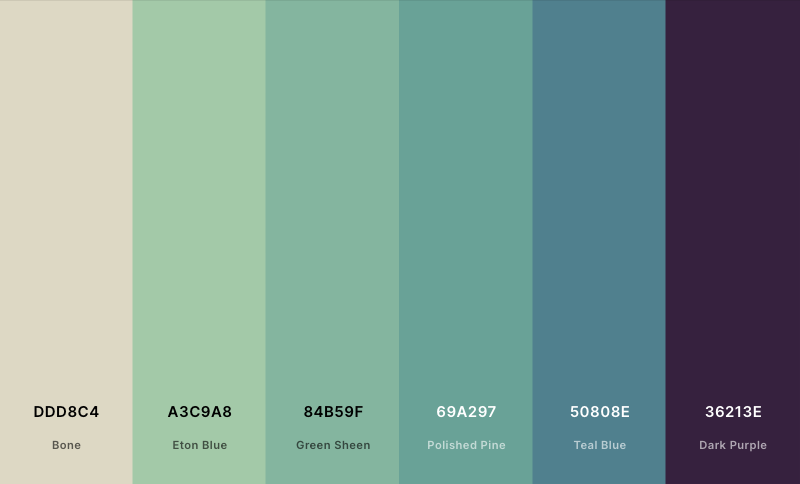 DDD8C4 A3C9A8 84B59F 69A297 50808E 36213E
Bone Eton Blue Green Sheen Polished Pine Teal Blue Dark Purple